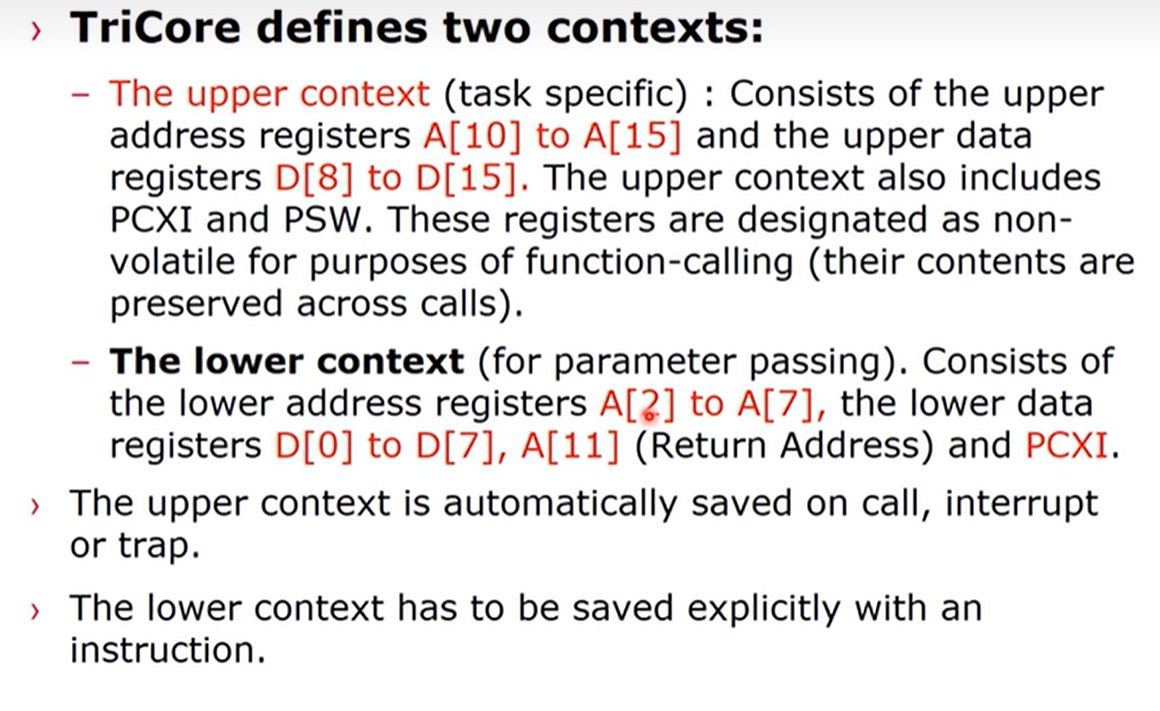 › TriCore defines two contexts:
– The upper context (task specific) : Consists of the upper
address registers A[10] to A[15] and the upper data
registers D[8] to D[15]. The upper context also includes
PCXI and PSW. These registers are designated as non-
volatile for purposes of function-calling (their contents are
preserved across calls).
– The lower context (for parameter passing). Consists of
the lower address registers A[2] to A[7], the lower data
registers D[0] to D[7], A[11] (Return Address) and PCXI.
› The upper context is automatically saved on call, interrupt
or trap.
› The lower context has to be saved explicitly with an
instruction.